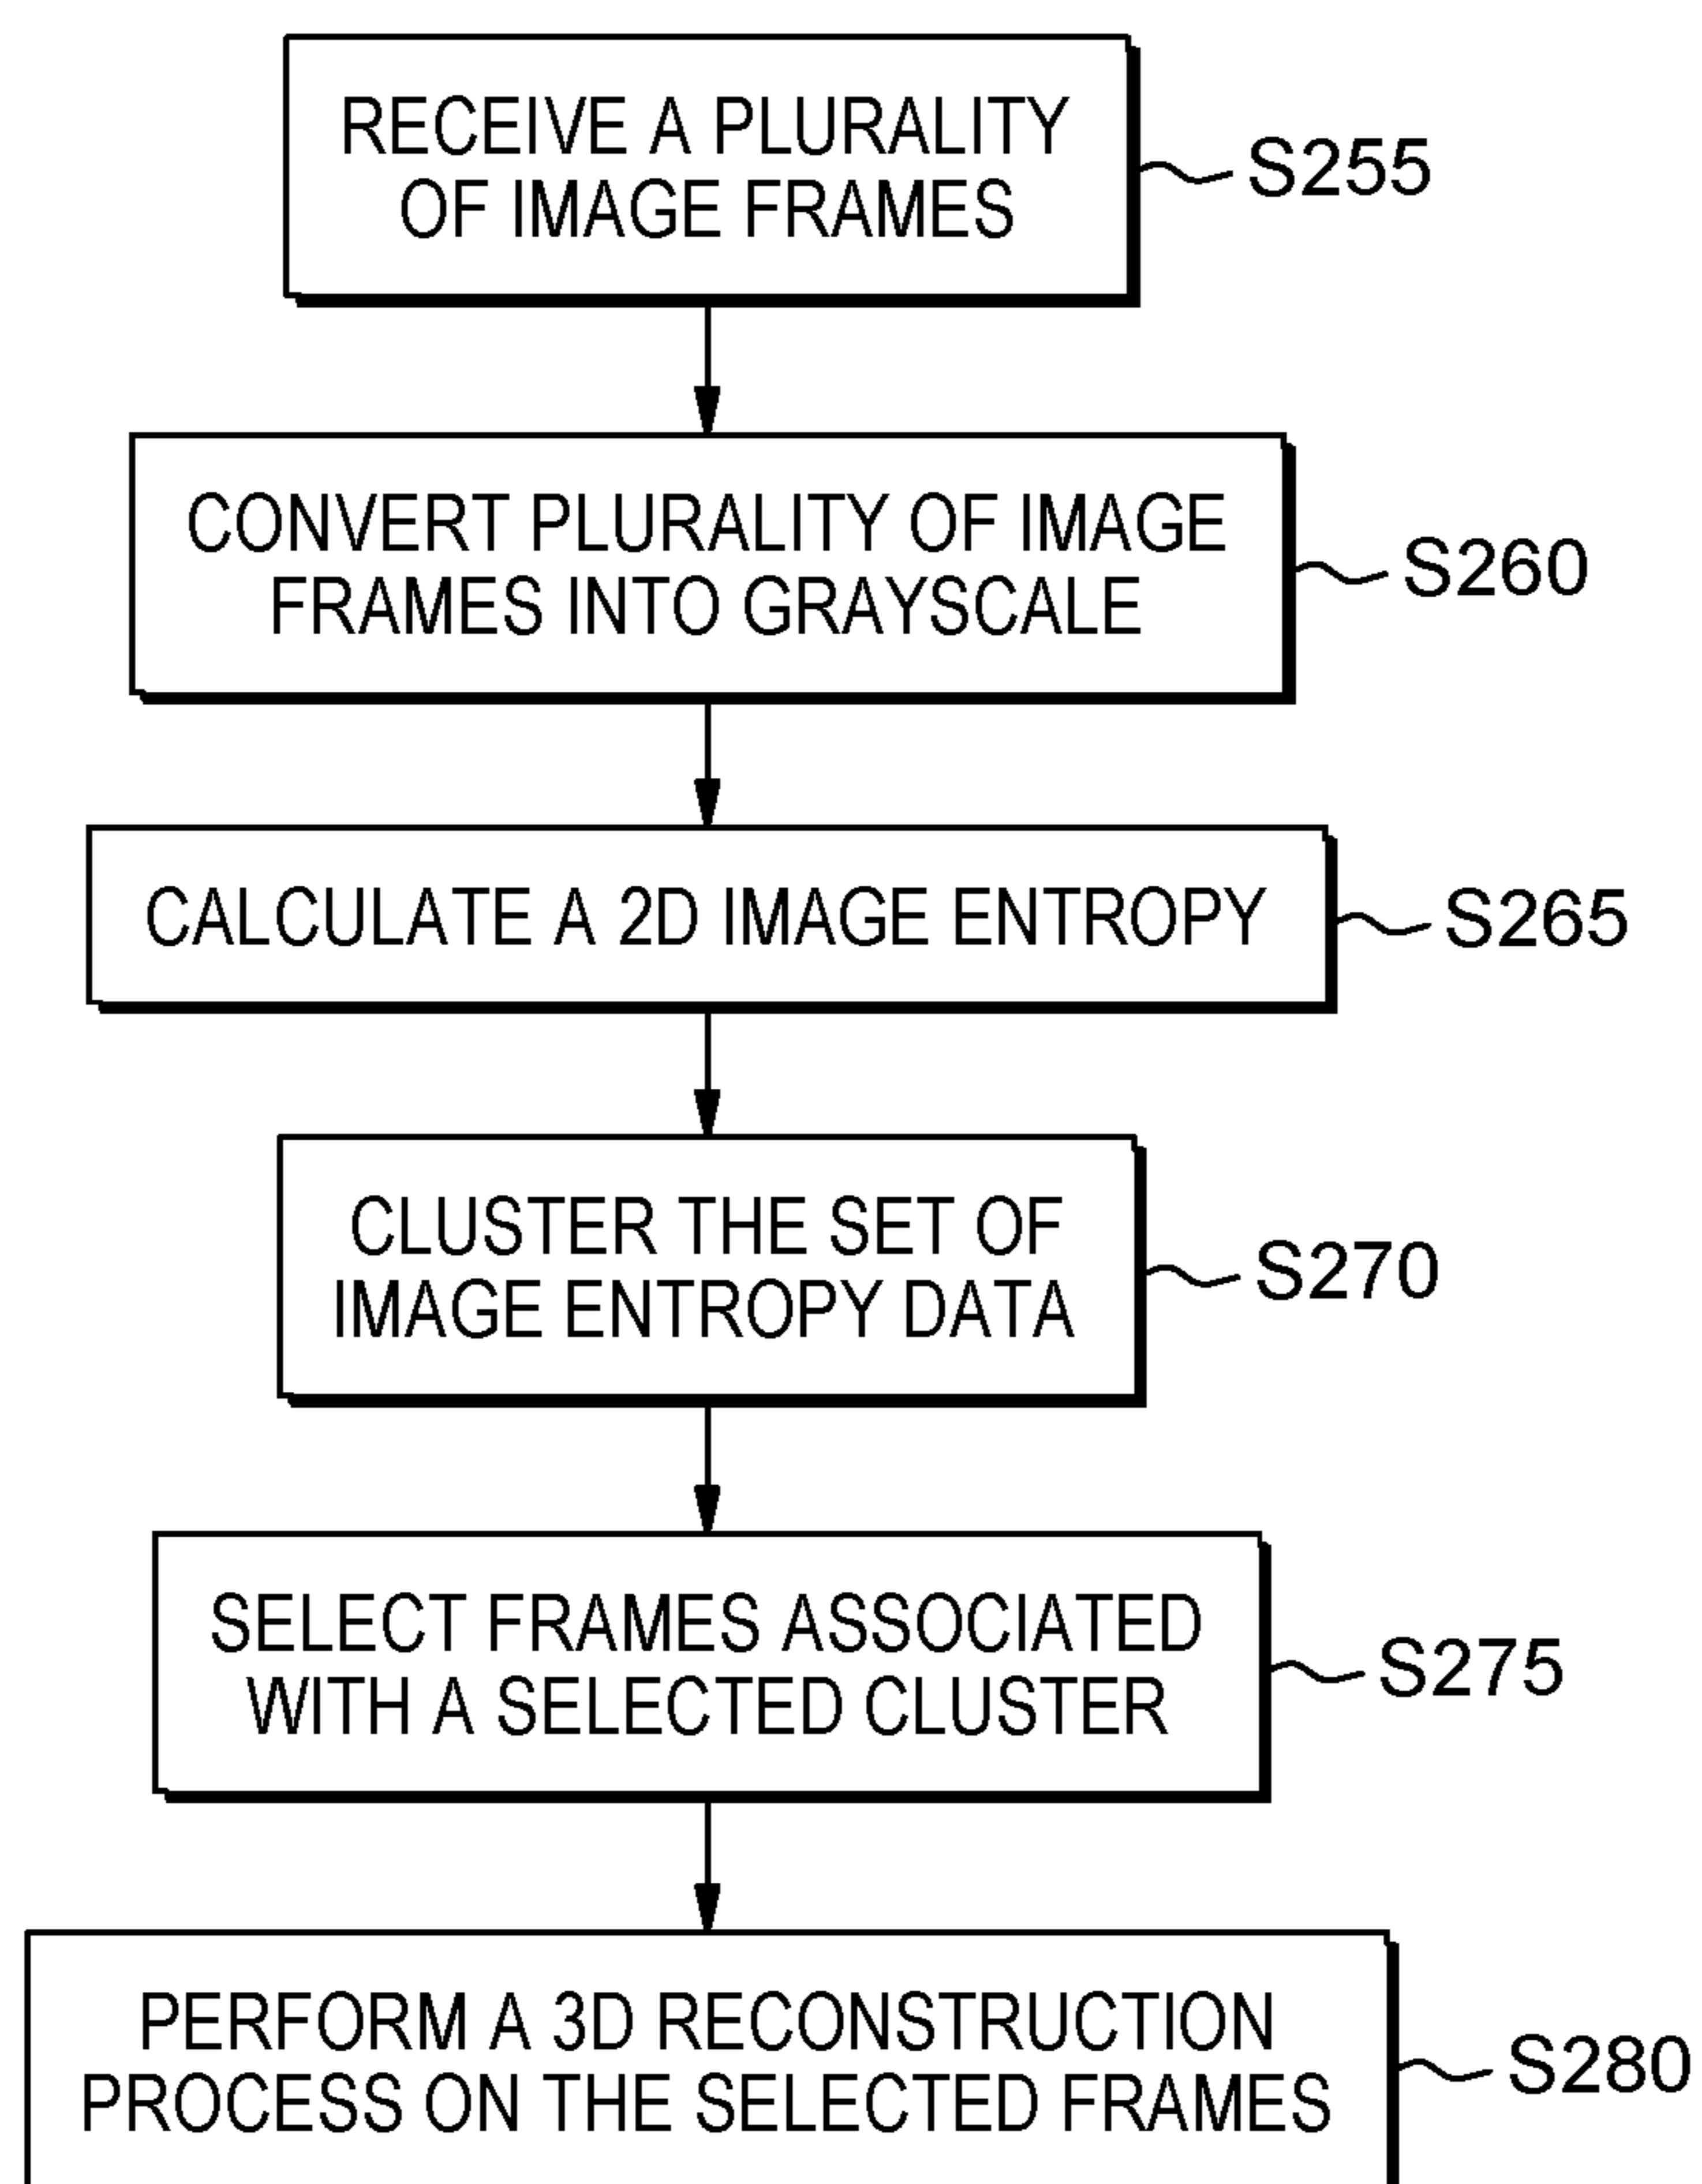 RECEIVE A PLURALITY
OF IMAGE FRAMES
S255
CONVERT PLURALITY OF IMAGE
FRAMES INTO GRAYSCALE
S260
CALCULATE A 2D IMAGE ENTROPY
S265
CLUSTER THE SET OF
IMAGE ENTROPY DATA
S270
SELECT FRAMES ASSOCIATED
WITH A SELECTED CLUSTER
S275
PERFORM A 3D RECONSTRUCTION
PROCESS ON THE SELECTED FRAMES
S280